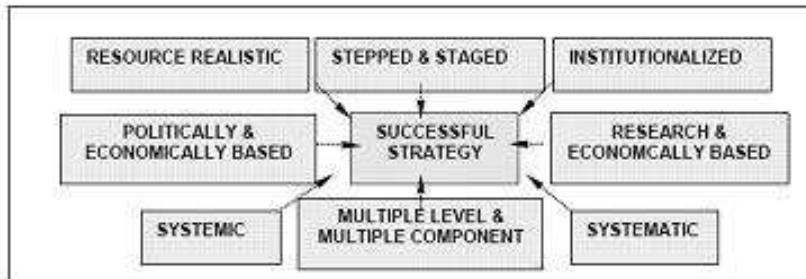 RESOURCE REALISTIC
STEPPED & STAGED
INSTITUTIONALIZED
POLITICALLY &
ECONOMICALLY BASED
SUCCESSFUL
STRATEGY
RESEARCH &
ECONOMCALLY BASED
SYSTEMIC
MULTIPLE LEVEL &
MULTIPLE COMPONENT
SYSTEMATIC